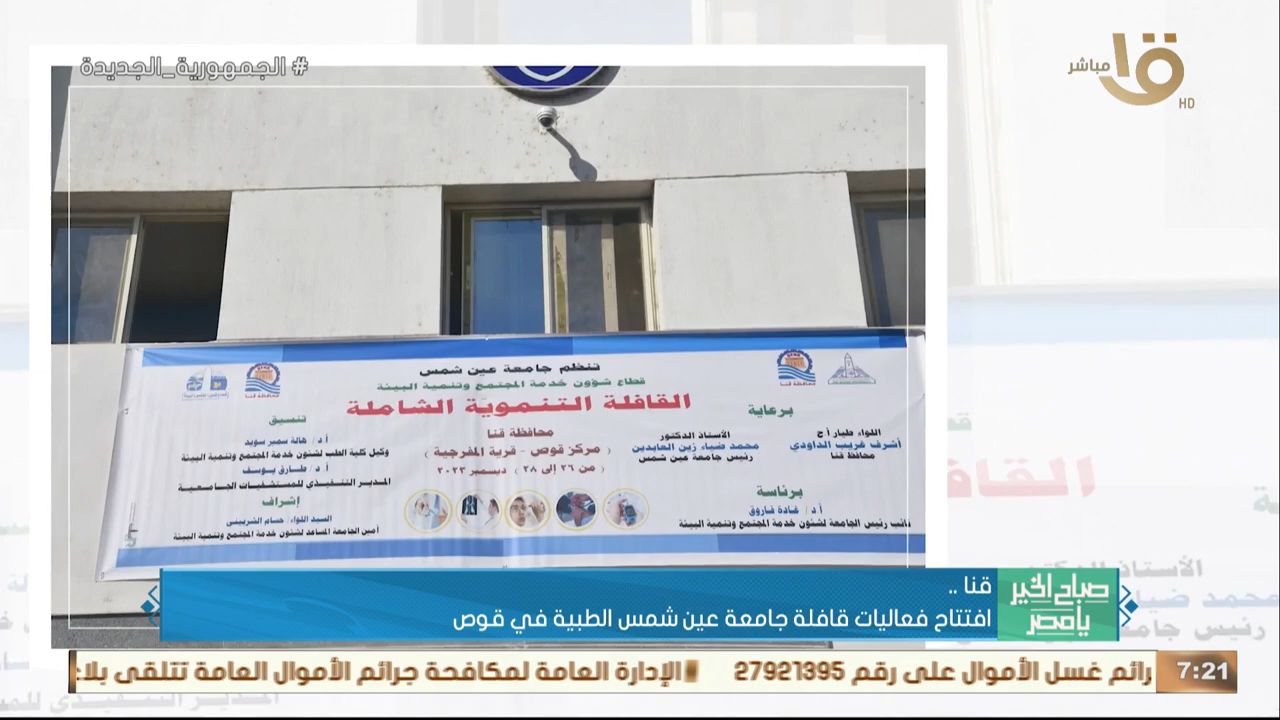 # الجمهورية_الجديدة
مباشر
HD
تنظم جامعة عين شمس
قطاع شؤون خدمة المجتمع وتنمية البيئة
القافلة التنموية الشاملة
محافظة قنا
( مركز قوص - قرية المفرجية )
( من ٢٦ إلى ٢٨ ) ديسمبر ٢٠٢٣
برعاية
اللواء طيار أ ح
أشرف غريب الداودي
محافظ قنا
الأستاذ الدكتور
محمد ضياء زين العابدين
رئيس جامعة عين شمس
برئاسة
أ د/ غادة فاروق
نائب رئيس الجامعة لشئون خدمة المجتمع وتنمية البيئة
تنسيق
أ د/ هالة سمير سويد
وكيل كلية الطب لشئون خدمة المجتمع وتنمية البيئة
أ د/ طارق يوسف
المدير التنفيذي للمستشفيات الجامعية
إشراف
السيد اللواء/ حسام الشربيني
أمين الجامعة المساعد لشئون خدمة المجتمع وتنمية البيئة
صباح الخير
يا مصر
قنا ..
افتتاح فعاليات قافلة جامعة عين شمس الطبية في قوص
7:21
رائم غسل الأموال على رقم 27921395
الإدارة العامة لمكافحة جرائم الأموال العامة تتلقى بلاغ